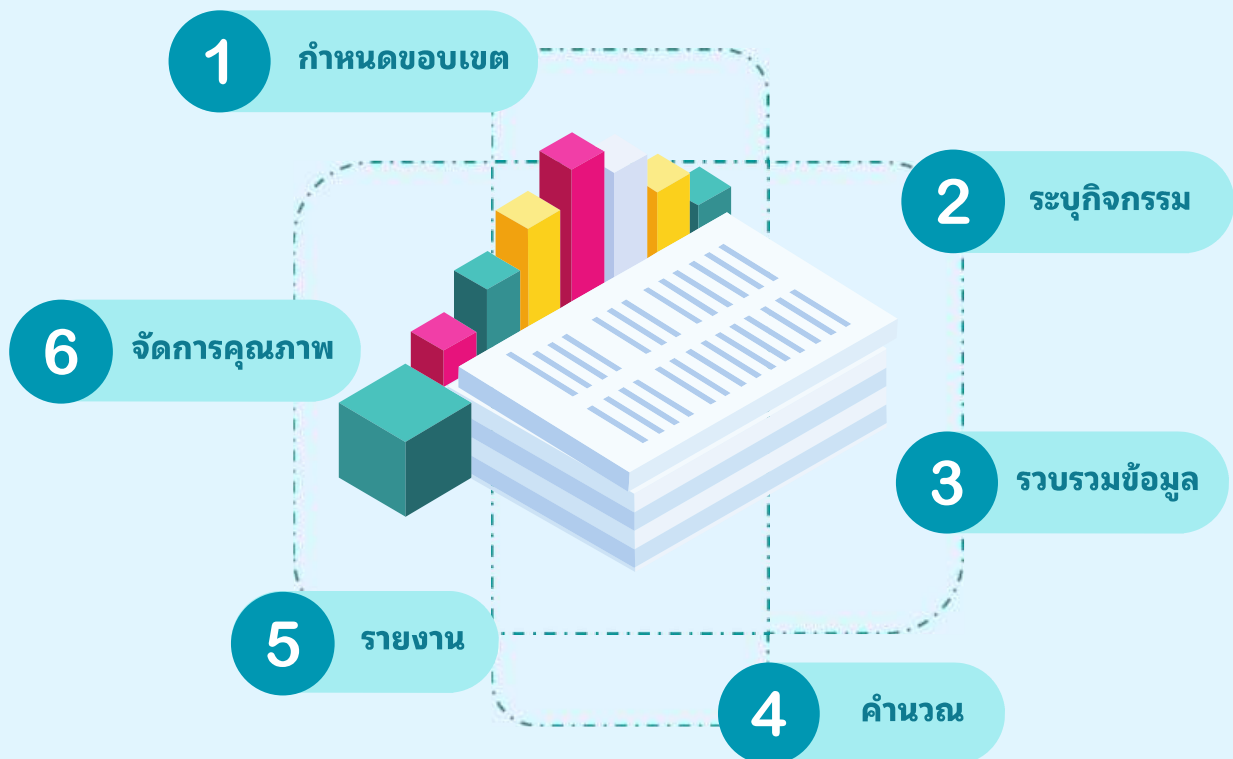 1 กำหนดขอบเขต
2 ระบุกิจกรรม
3 รวบรวมข้อมูล
4 คำนวณ
5 รายงาน
6 จัดการคุณภาพ